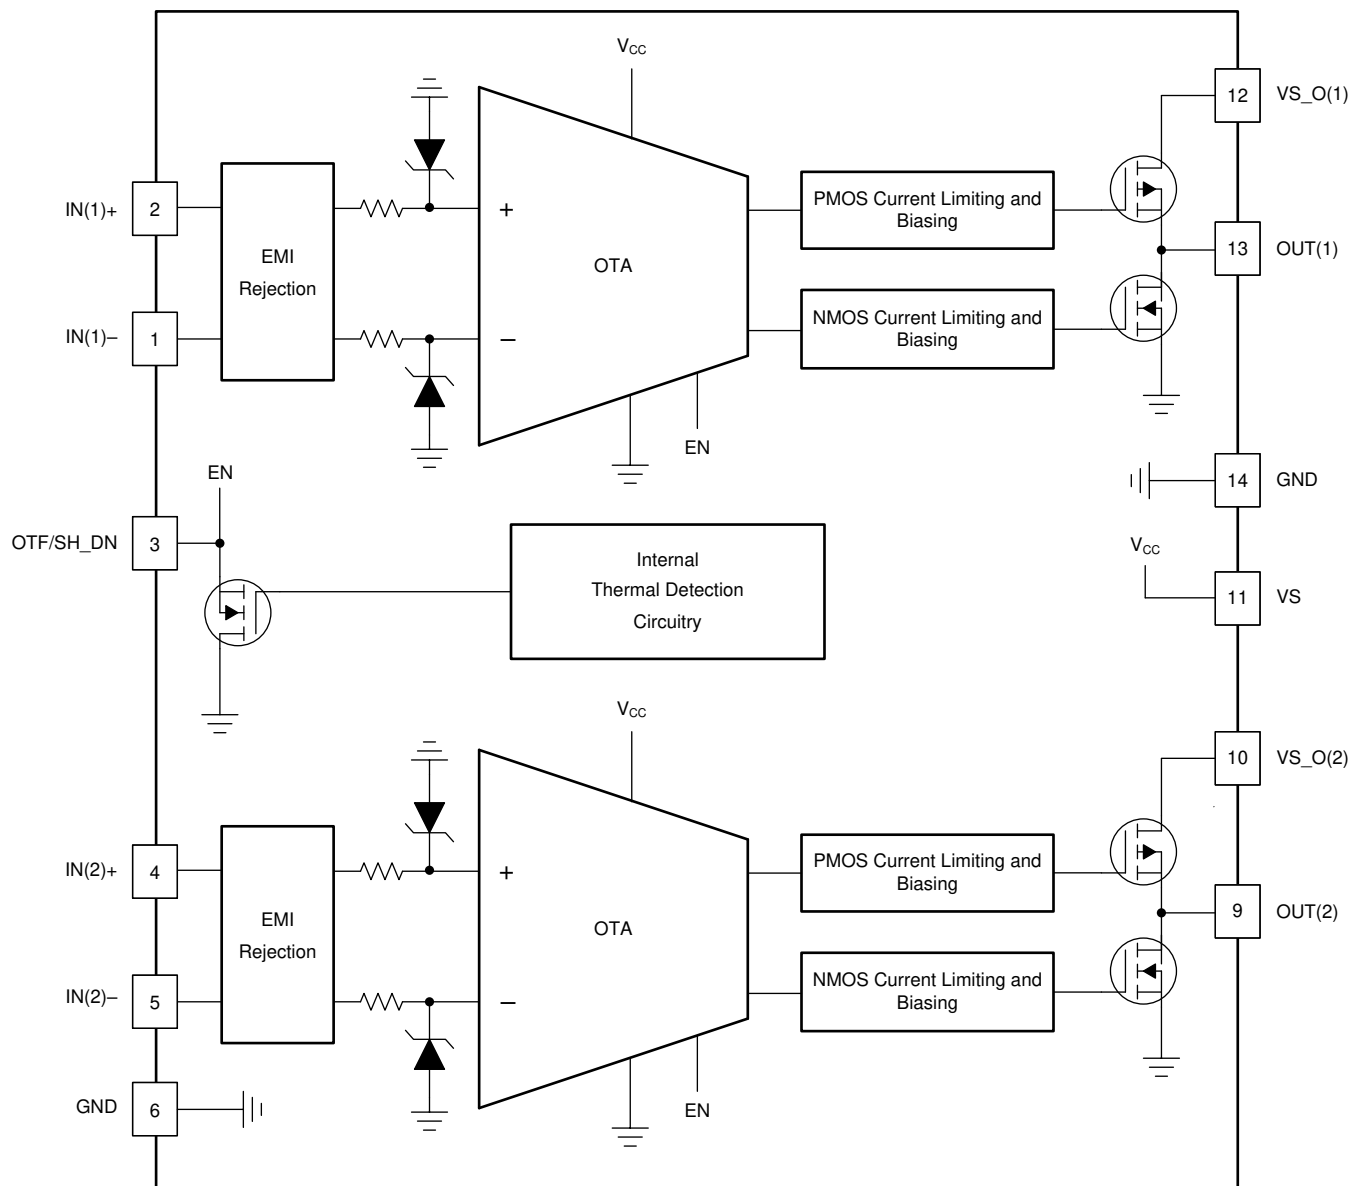 V_CC
12 VS_O(1)
IN(1)+ 2
EMI
Rejection
+
OTA
−
PMOS Current Limiting and
Biasing
13 OUT(1)
IN(1)− 1
NMOS Current Limiting and
Biasing
EN
14 GND
EN
OTF/SH_DN 3
Internal
Thermal Detection
Circuitry
V_CC
11 VS
V_CC
10 VS_O(2)
IN(2)+ 4
EMI
Rejection
+
OTA
−
PMOS Current Limiting and
Biasing
9 OUT(2)
IN(2)− 5
NMOS Current Limiting and
Biasing
EN
GND 6